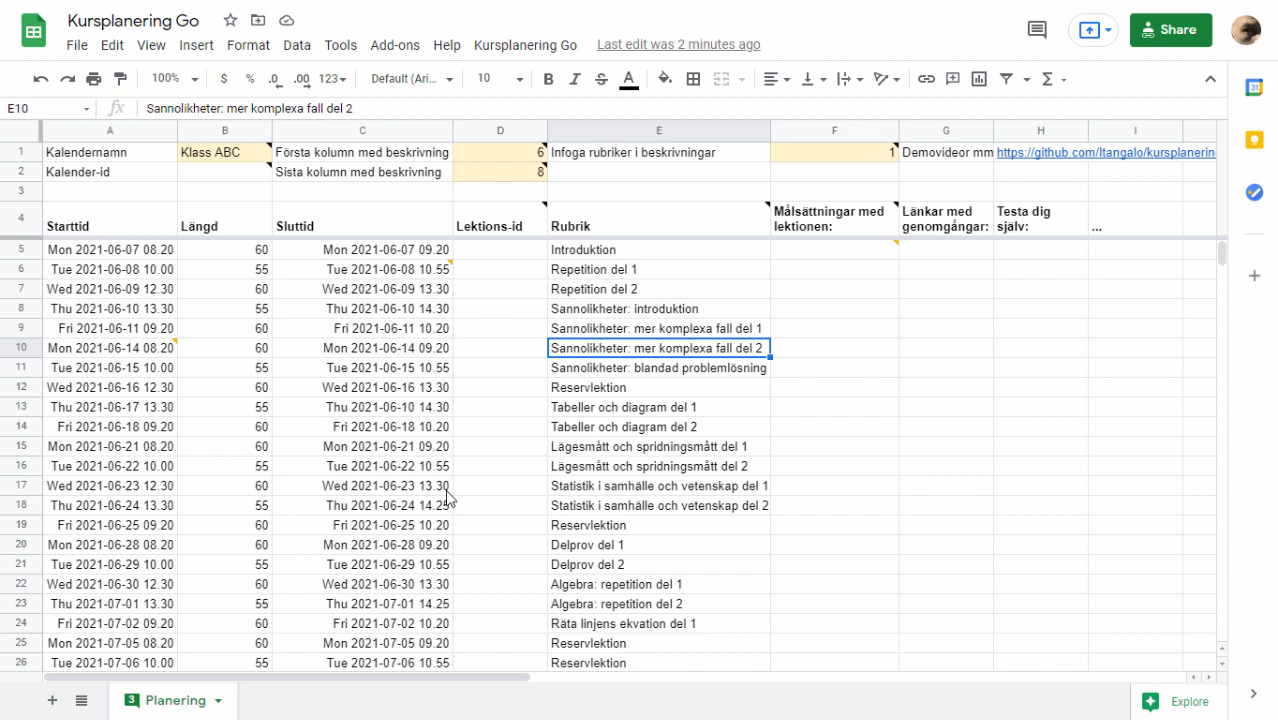 Kursplanering Go
File Edit View Insert Format Data Tools Add-ons Help Kursplanering Go Last edit was 2 minutes ago
Share
100% $ % .0 .00 123 Default (Ari... 10 B I S A
31
E10 fx Sannolikheter: mer komplexa fall del 2
A B C D E F G H I
1 Kalendernamn Klass ABC Första kolumn med beskrivning 6 Infoga rubriker i beskrivningar 1 Demovideor mm https://github.com/Itangalo/kursplanerin
2 Kalender-id Sista kolumn med beskrivning 8
3
4 Starttid Längd Sluttid Lektions-id Rubrik Målsättningar med lektionen: Länkar med genomgångar: Testa dig själv: ...
5 Mon 2021-06-07 08.20 60 Mon 2021-06-07 09.20 Introduktion
6 Tue 2021-06-08 10.00 55 Tue 2021-06-08 10.55 Repetition del 1
7 Wed 2021-06-09 12.30 60 Wed 2021-06-09 13.30 Repetition del 2
8 Thu 2021-06-10 13.30 55 Thu 2021-06-10 14.30 Sannolikheter: introduktion
9 Fri 2021-06-11 09.20 60 Fri 2021-06-11 10.20 Sannolikheter: mer komplexa fall del 1
10 Mon 2021-06-14 08.20 60 Mon 2021-06-14 09.20 Sannolikheter: mer komplexa fall del 2
11 Tue 2021-06-15 10.00 55 Tue 2021-06-15 10.55 Sannolikheter: blandad problemlösning
12 Wed 2021-06-16 12.30 60 Wed 2021-06-16 13.30 Reservlektion
13 Thu 2021-06-17 13.30 55 Thu 2021-06-10 14.30 Tabeller och diagram del 1
14 Fri 2021-06-18 09.20 60 Fri 2021-06-18 10.20 Tabeller och diagram del 2
15 Mon 2021-06-21 08.20 60 Mon 2021-06-21 09.20 Lägesmått och spridningsmått del 1
16 Tue 2021-06-22 10.00 55 Tue 2021-06-22 10.55 Lägesmått och spridningsmått del 2
17 Wed 2021-06-23 12.30 60 Wed 2021-06-23 13.30 Statistik i samhälle och vetenskap del 1
18 Thu 2021-06-24 13.30 55 Thu 2021-06-24 14.25 Statistik i samhälle och vetenskap del 2
19 Fri 2021-06-25 09.20 60 Fri 2021-06-25 10.20 Reservlektion
20 Mon 2021-06-28 08.20 60 Mon 2021-06-28 09.20 Delprov del 1
21 Tue 2021-06-29 10.00 55 Tue 2021-06-29 10.55 Delprov del 2
22 Wed 2021-06-30 12.30 60 Wed 2021-06-30 13.30 Algebra: repetition del 1
23 Thu 2021-07-01 13.30 55 Thu 2021-07-01 14.25 Algebra: repetition del 2
24 Fri 2021-07-02 09.20 60 Fri 2021-07-02 10.20 Räta linjens ekvation del 1
25 Mon 2021-07-05 08.20 60 Mon 2021-07-05 09.20 Reservlektion
26 Tue 2021-07-06 10.00 55 Tue 2021-07-06 10.55 Reservlektion
3 Planering
Explore